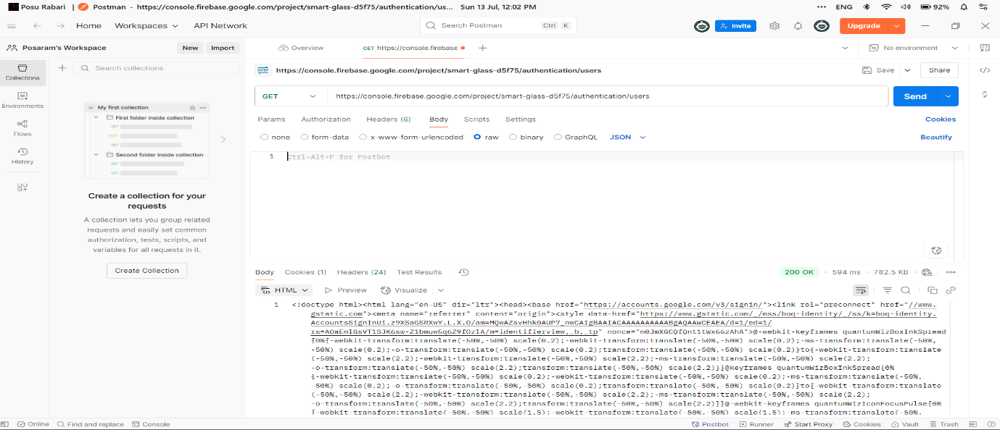 Posu Rabari | Postman - https://console.firebase.google.com/project/smart-glass-d5f75/authentication/us... Sun 13 Jul, 12:02 PM ENG 92%
Home Workspaces API Network Search Postman Ctrl K Invite Upgrade
Posaram's Workspace New Import Overview GET https://console.firebase No environment
Collections
Search collections
HTTP https://console.firebase.google.com/project/smart-glass-d5f75/authentication/users Save Share
Environments
Flows
History
My first collection
First folder inside collection
GET
POST
GET
Second folder inside collection
GET
GET
Create a collection for your
requests
A collection lets you group related
requests and easily set common
authorization, tests, scripts, and
variables for all requests in it.
Create Collection
GET https://console.firebase.google.com/project/smart-glass-d5f75/authentication/users Send
Params Authorization Headers (6) Body Scripts Settings Cookies
none form-data x-www-form-urlencoded raw binary GraphQL JSON Beautify
1 Ctrl+Alt+P for Postbot
Body Cookies (1) Headers (24) Test Results 200 OK 594 ms 782.5 KB
HTML Preview Visualize
1 <!doctype html><html lang="en-US" dir="ltr"><head><base href="https://accounts.google.com/v3/signin/"><link rel="preconnect" href="//www.
gstatic.com"><meta name="referrer" content="origin"><style data-href="https://www.gstatic.com/_/mss/boq-identity/_/ss/k=boq-identity.
@-webkit-keyframes quantumWizBoxInkSpread
{0%{-webkit-transform:translate(-50%,-50%) scale(0.2);-webkit-transform:translate(-50%,-50%) scale(0.2);-ms-transform:translate(-50%,
-50%) scale(0.2);-o-transform:translate(-50%,-50%) scale(0.2);transform:translate(-50%,-50%) scale(0.2)}to{-webkit-transform:translate
(-50%,-50%) scale(2.2);-webkit-transform:translate(-50%,-50%) scale(2.2);-ms-transform:translate(-50%,-50%) scale(2.2);
-o-transform:translate(-50%,-50%) scale(2.2);transform:translate(-50%,-50%) scale(2.2)}}@keyframes quantumWizBoxInkSpread{0%
{-webkit-transform:translate(-50%,-50%) scale(0.2);-webkit-transform:translate(-50%,-50%) scale(0.2);-ms-transform:translate(-50%,
-50%) scale(0.2);-o-transform:translate(-50%,-50%) scale(0.2);transform:translate(-50%,-50%) scale(0.2)}to{-webkit-transform:translate
(-50%,-50%) scale(2.2);-webkit-transform:translate(-50%,-50%) scale(2.2);-ms-transform:translate(-50%,-50%) scale(2.2);
-o-transform:translate(-50%,-50%) scale(2.2);transform:translate(-50%,-50%) scale(2.2)}}@-webkit-keyframes quantumWizIconFocusPulse{0%
{-webkit-transform:translate(-50%,-50%) scale(1.5);-webkit-transform:translate(-50%,-50%) scale(1.5);-ms-transform:translate(-50%,
Online Find and replace Console Postbot Runner Start Proxy Cookies Vault Trash